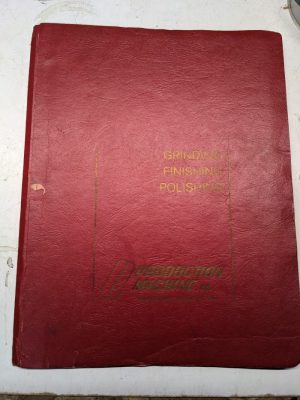 GRINDING
FINISHING
POLISHING
PRODUCTION
MACHINE